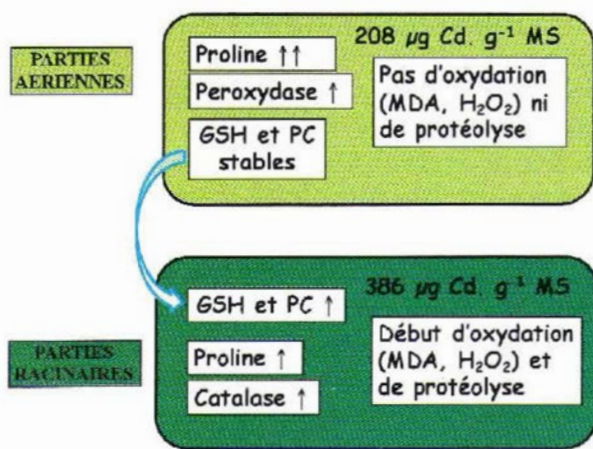 PARTIES
AERIENNES
208 µg Cd. g⁻¹ MS
Proline ↑↑
Peroxydase ↑
GSH et PC
stables
Pas d'oxydation
(MDA, H₂O₂) ni
de protéolyse
PARTIES
RACINAIRES
386 µg Cd. g⁻¹ MS
GSH et PC ↑
Proline ↑
Catalase ↑
Début d'oxydation
(MDA, H₂O₂) et
de protéolyse